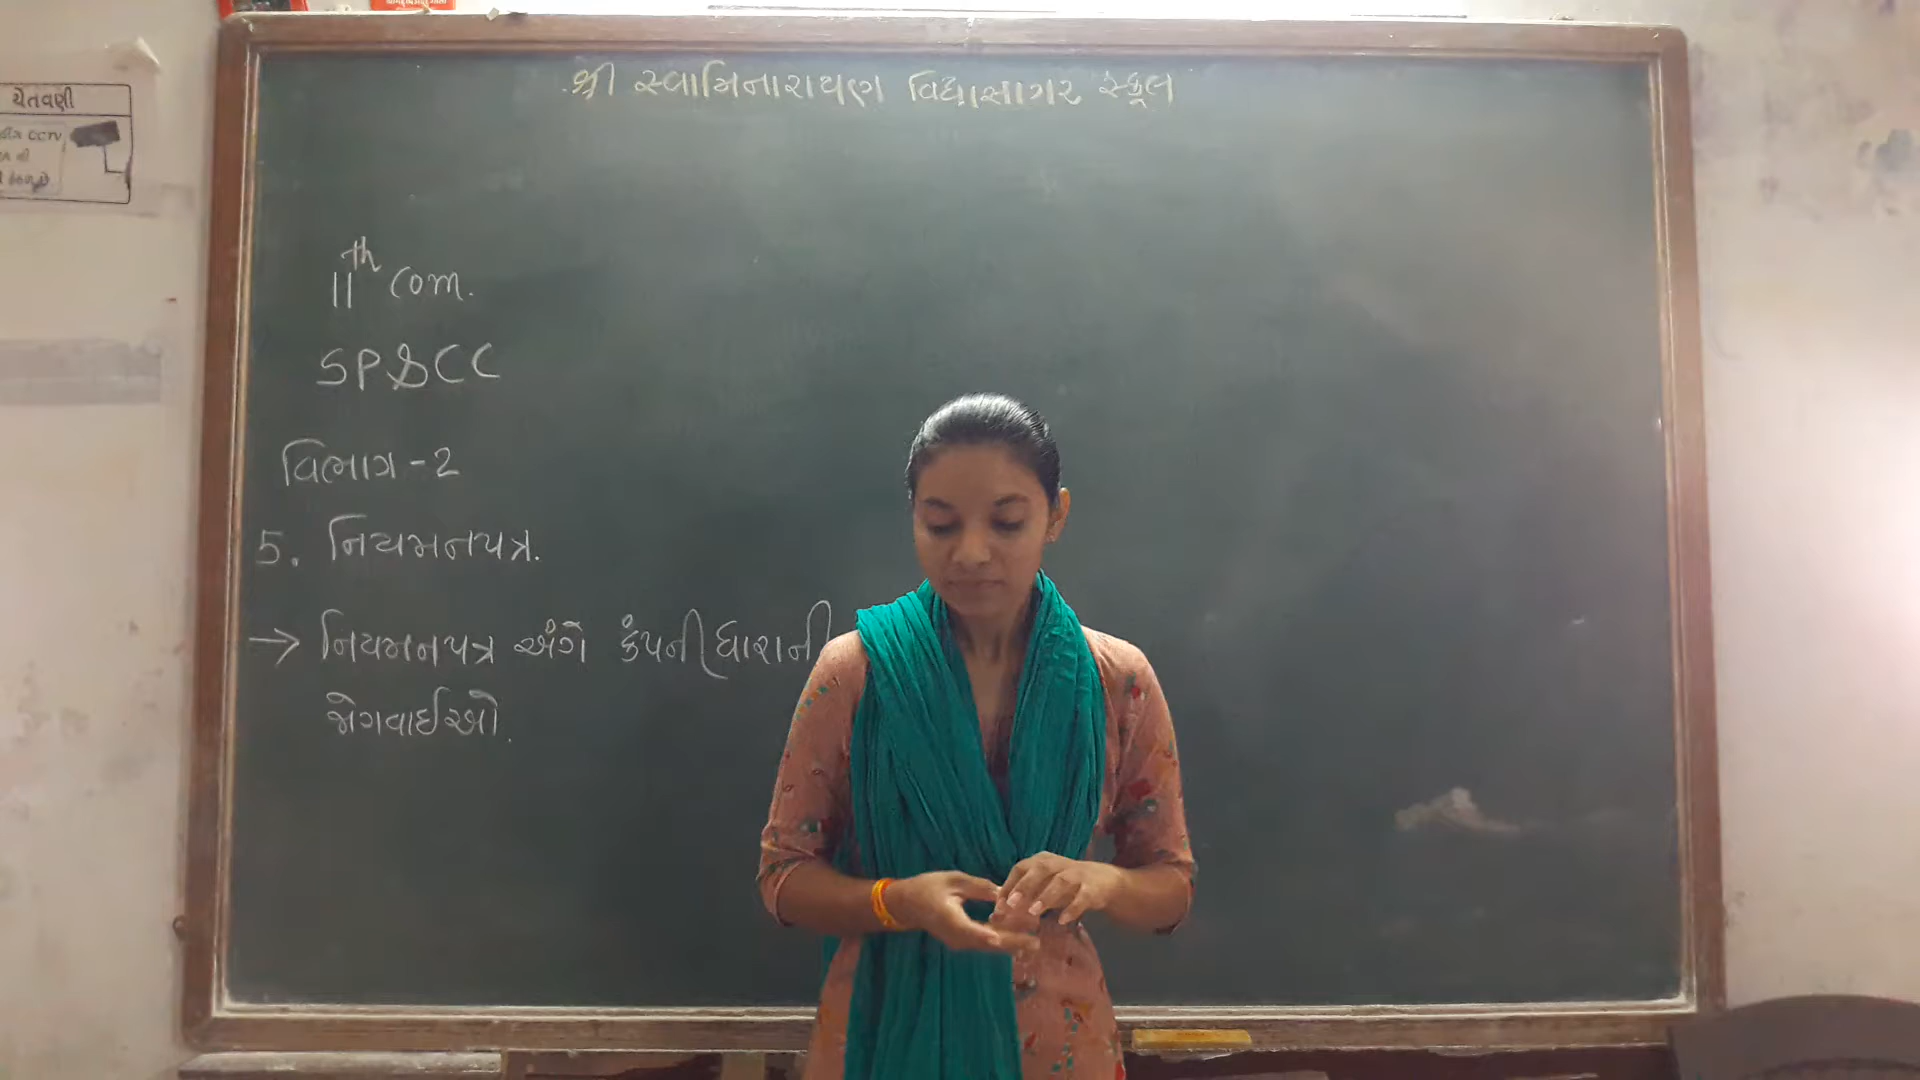 શ્રી સ્વામિનારાયણ વિદ્યાસાગર સ્કૂલ
ચેતવણી
CCTV
ની
11th com.
SP&CC
વિભાગ - 2
5. નિયમનપત્ર.
→ નિયમનપત્ર અંગે કંપનીધારાની
જોગવાઈઓ.